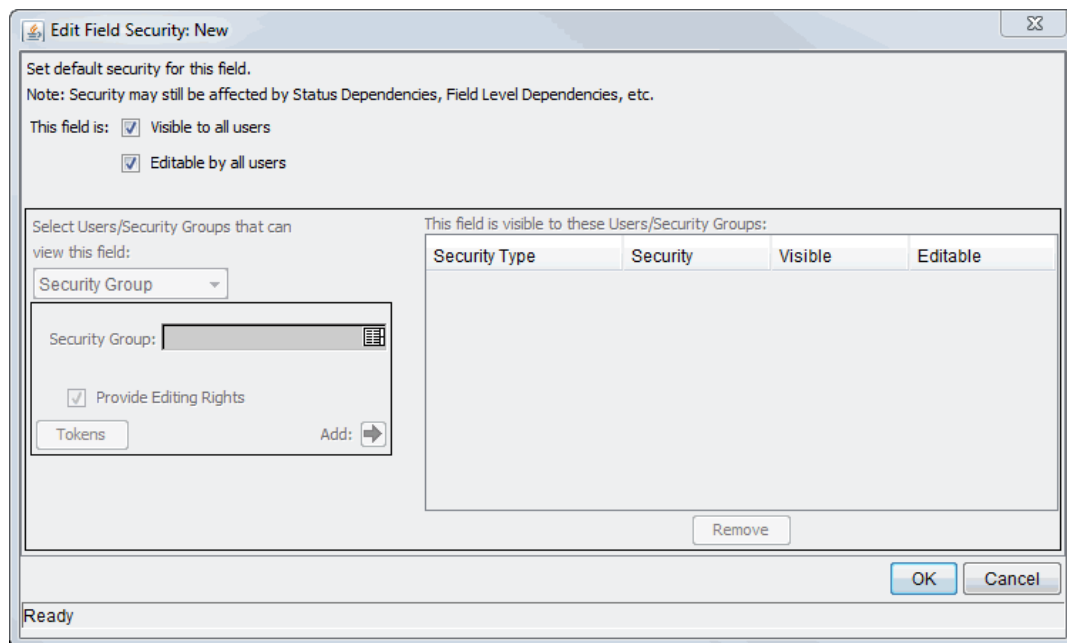 Edit Field Security: New
Set default security for this field.
Note: Security may still be affected by Status Dependencies, Field Level Dependencies, etc.
This field is: Visible to all users
Editable by all users
Select Users/Security Groups that can
view this field:
Security Group
Security Group:
Provide Editing Rights
Tokens Add:
This field is visible to these Users/Security Groups:
Security Type Security Visible Editable
Remove
OK Cancel
Ready